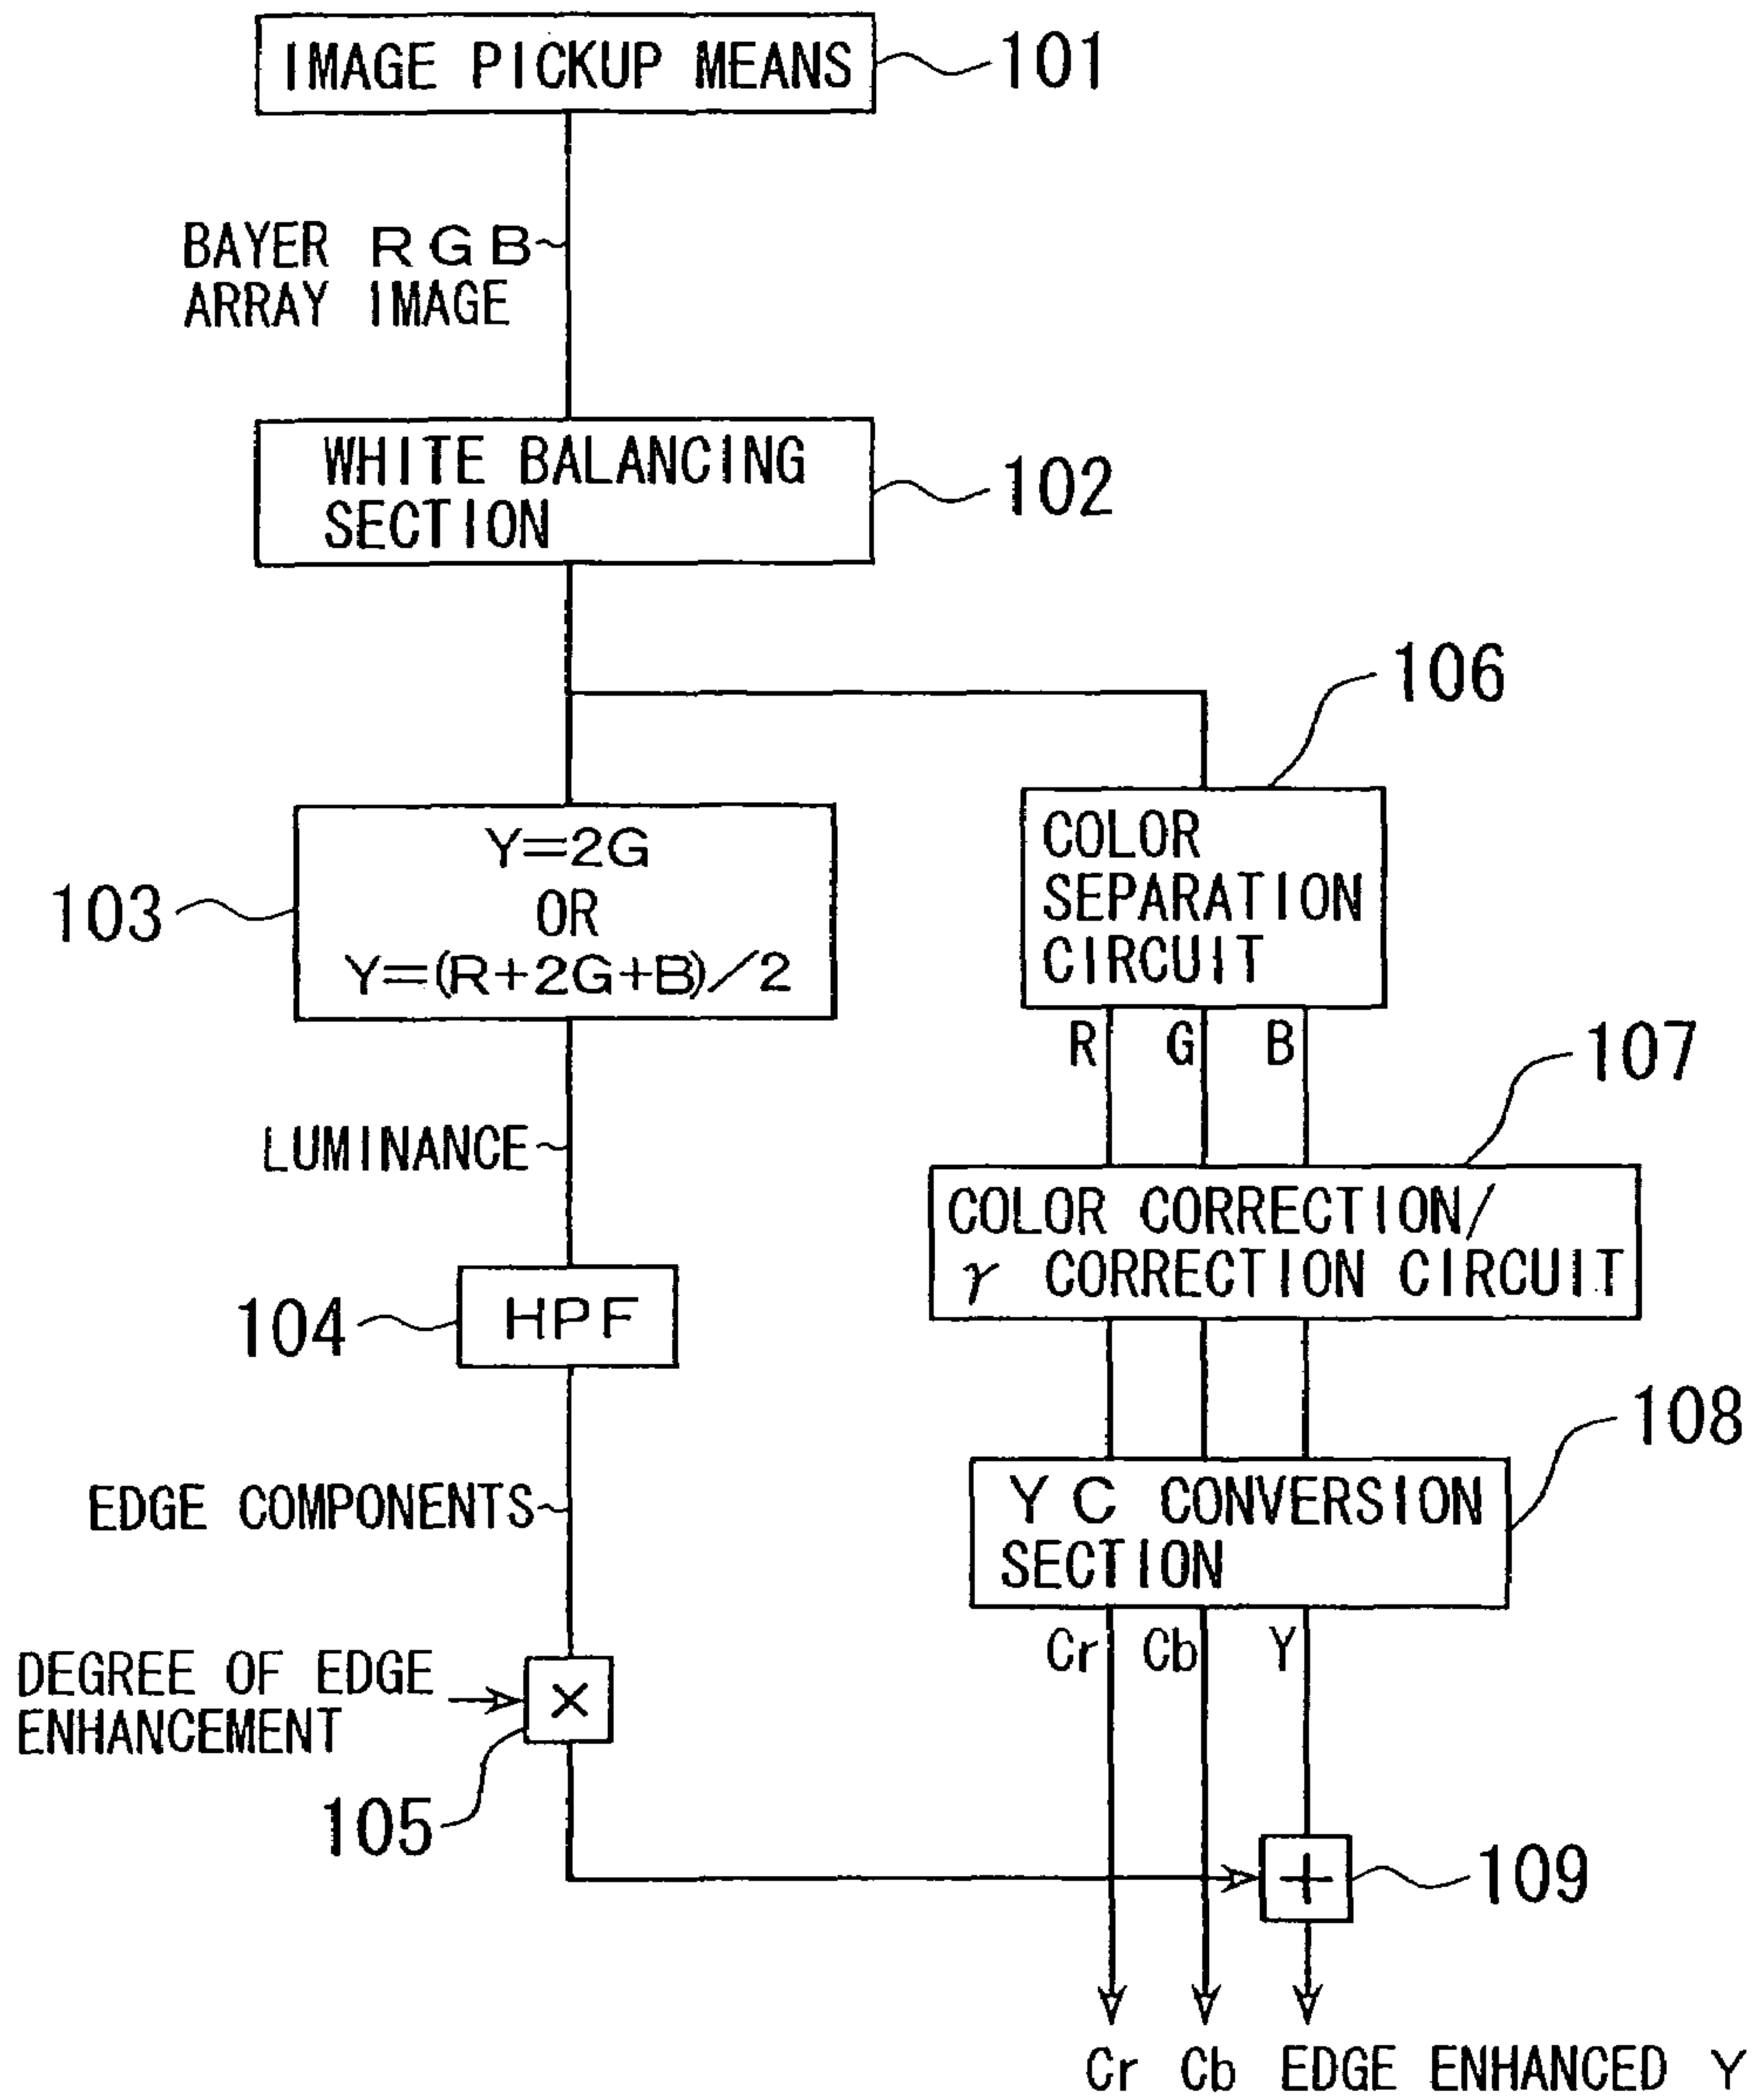 IMAGE PICKUP MEANS
101
BAYER RGB
ARRAY IMAGE
WHITE BALANCING
SECTION
102
106
Y=2G
OR
Y=(R+2G+B)/2
103
COLOR
SEPARATION
CIRCUIT
R G B
107
LUMINANCE
COLOR CORRECTION/
γ CORRECTION CIRCUIT
104
HPF
108
EDGE COMPONENTS
YC CONVERSION
SECTION
Cr Cb Y
DEGREE OF EDGE
ENHANCEMENT
×
105
+
109
Cr Cb EDGE ENHANCED Y